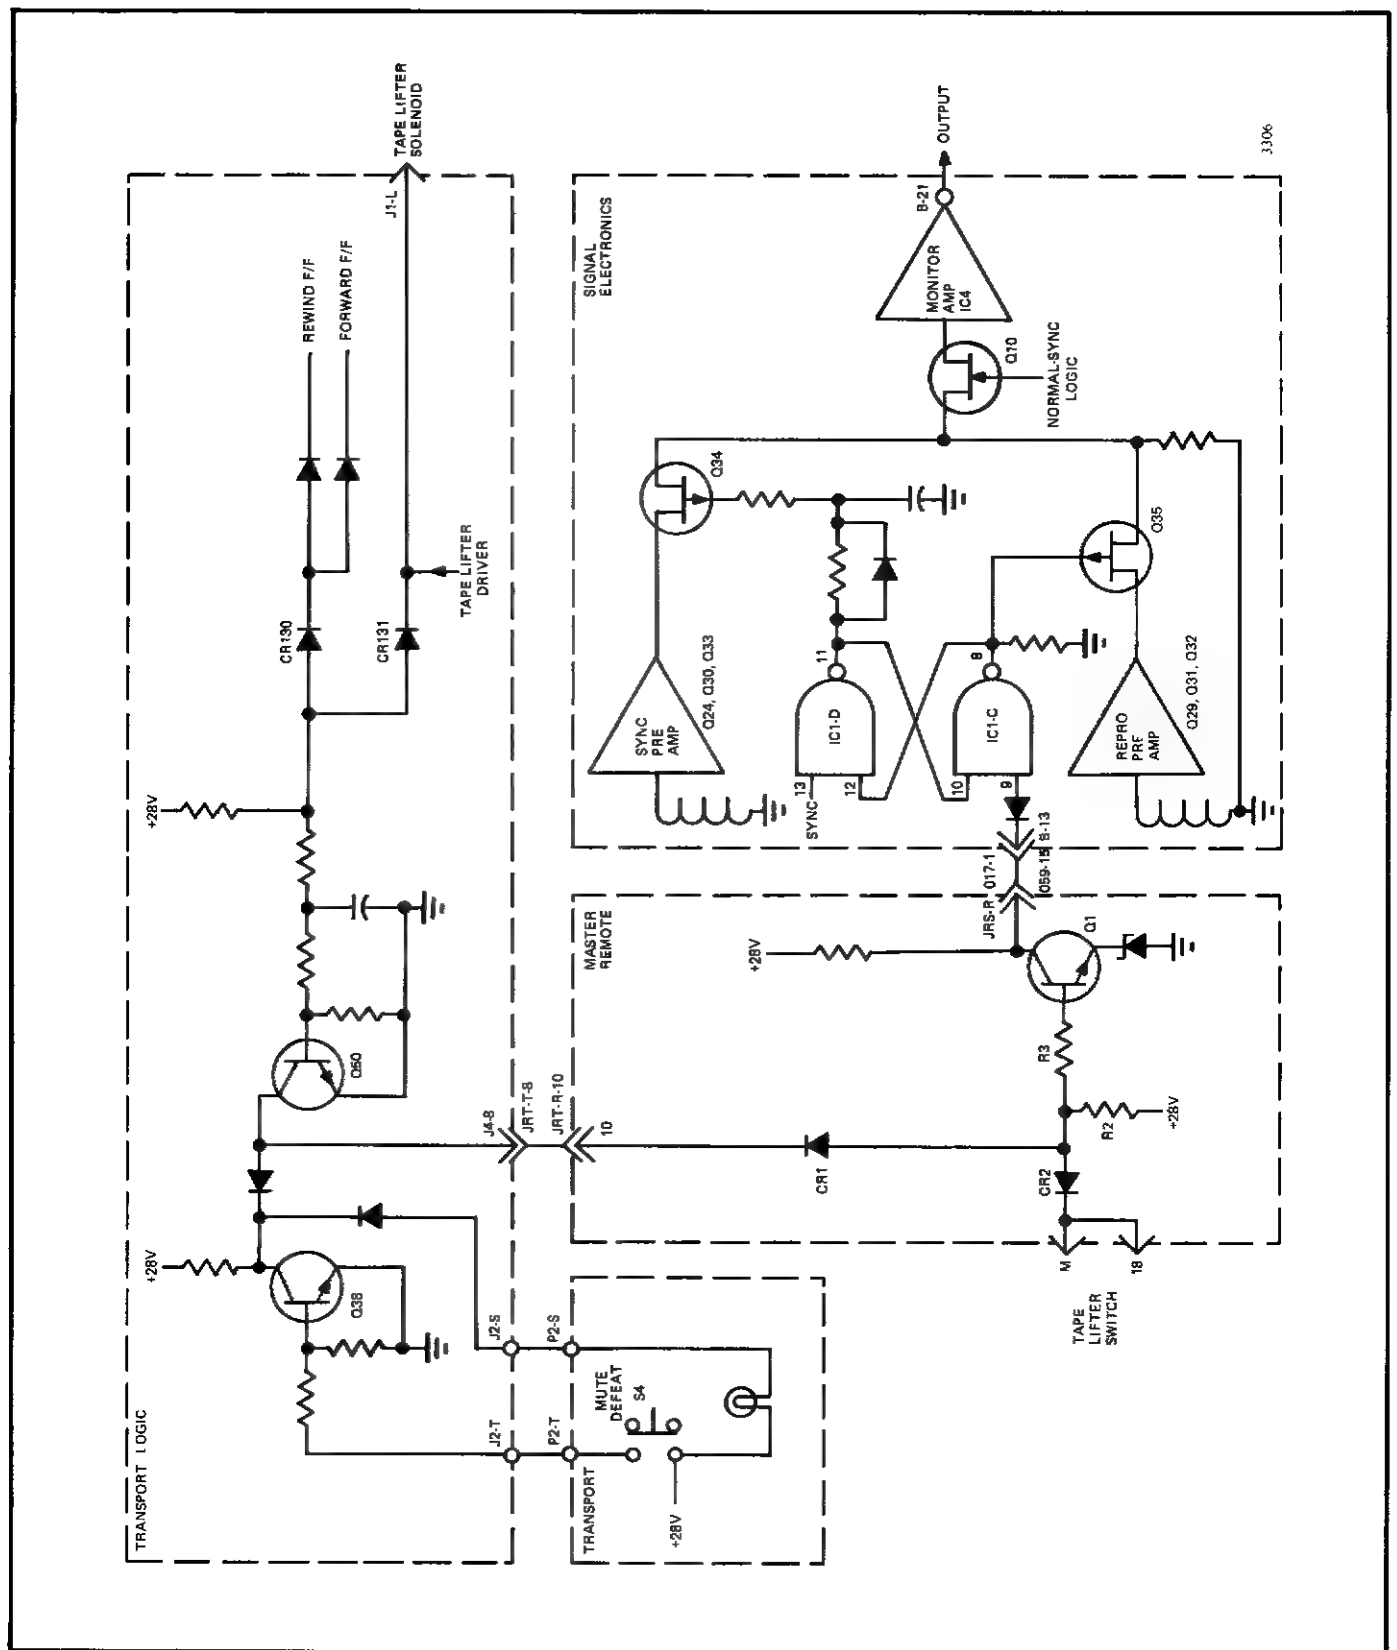 TAPE LIFTER
SOLENOID
J1-L
REWIND F/F
FORWARD F/F
CR130
CR131
TAPE LIFTER
DRIVER
+28V
Q60
J4-8
JRT-T-8
JRT-R-10
10
+28V
Q38
J2-S
P2-S
J2-T
P2-T
TRANSPORT LOGIC
MUTE
DEFEAT
S4
+28V
TRANSPORT
SIGNAL
ELECTRONICS
OUTPUT
B-21
MONITOR
AMP
IC4
Q10
NORMAL-SYNC
LOGIC
3306
Q34
Q35
SYNC
PRE
AMP
Q24, Q30, Q33
11
IC1-D
SYNC
13
12
8
IC1-C
10
9
REPRO
PRE
AMP
Q29, Q31, Q32
B-13
O17-1
O59-15
JRS-R
MASTER
REMOTE
+28V
Q1
R3
R2
+28V
CR1
CR2
M
18
TAPE
LIFTER
SWITCH